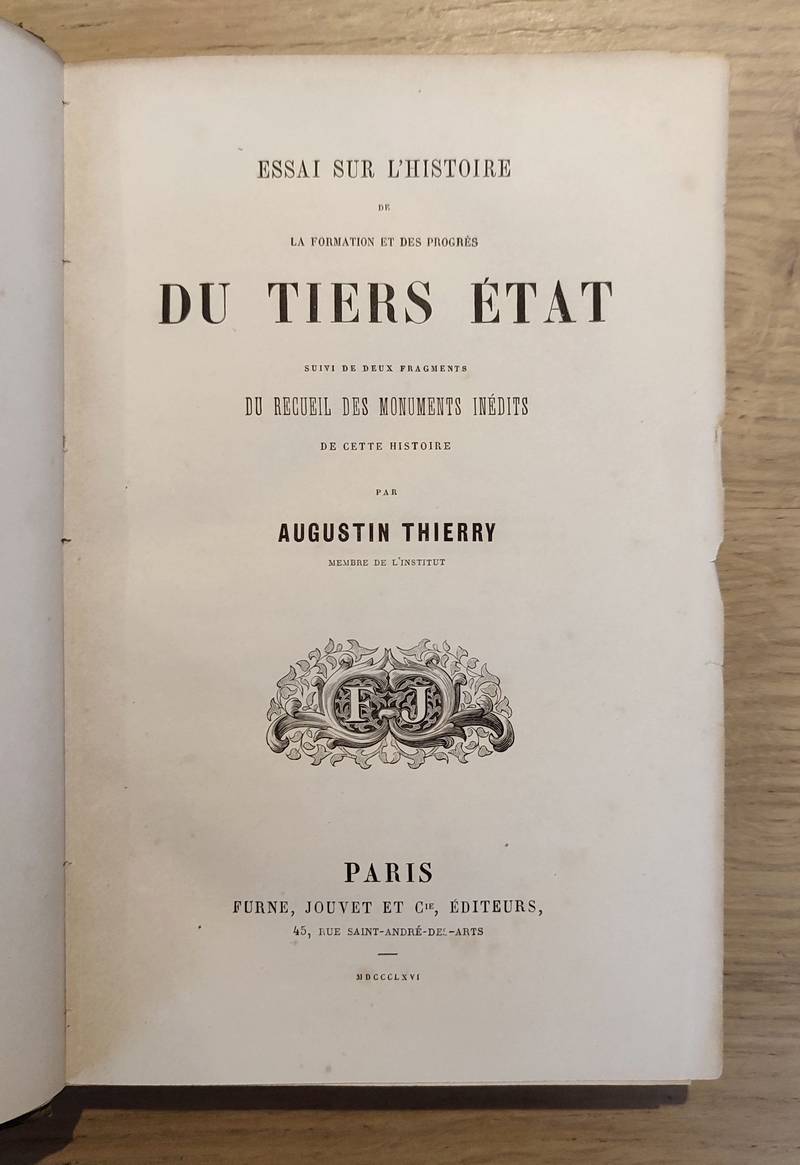 ESSAI SUR L'HISTOIRE
DE
LA FORMATION ET DES PROGRÈS
DU TIERS ÉTAT
SUIVI DE DEUX FRAGMENTS
DU RECUEIL DES MONUMENTS INÉDITS
DE CETTE HISTOIRE
PAR
AUGUSTIN THIERRY
MEMBRE DE L'INSTITUT
F-J
PARIS
FURNE, JOUVET ET CIE, ÉDITEURS,
45, RUE SAINT-ANDRÉ-DES-ARTS
MDCCCLXVI